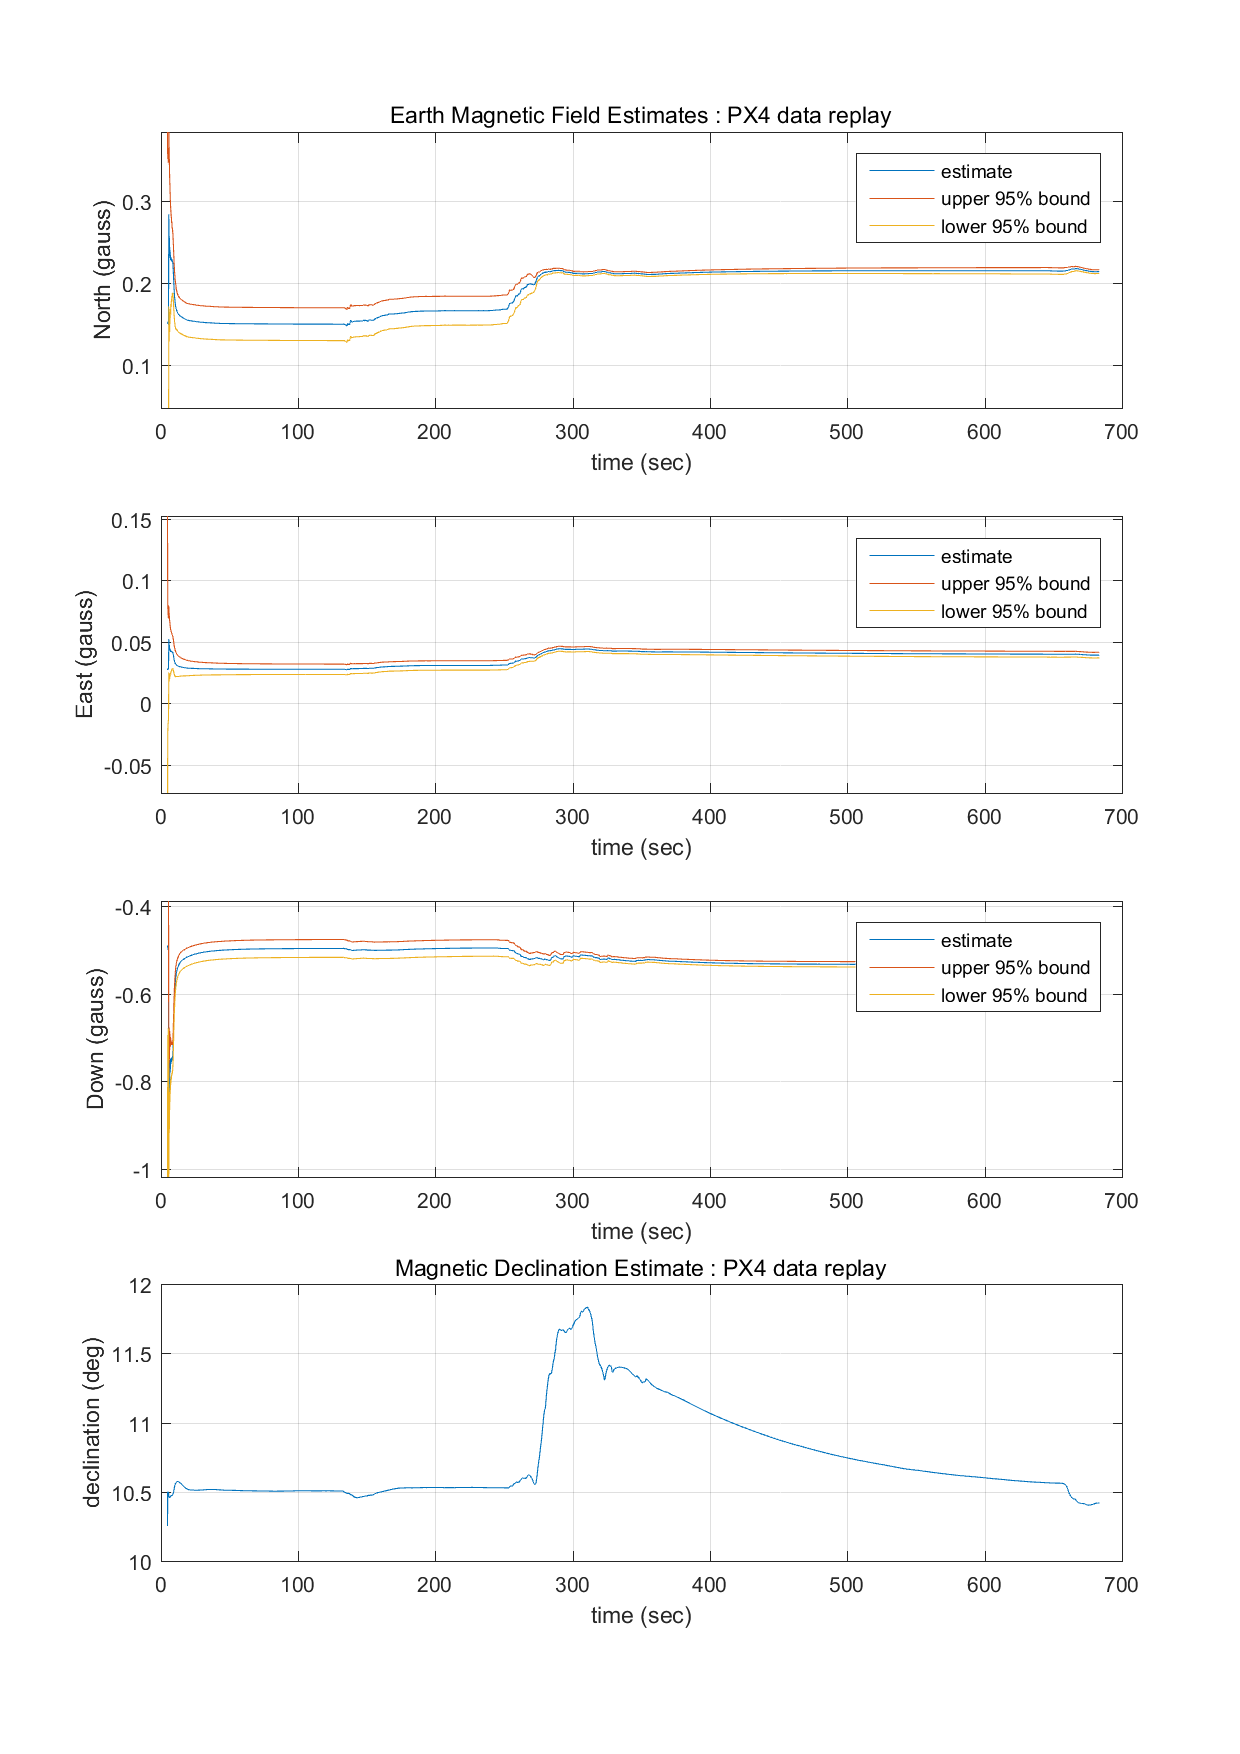 Earth Magnetic Field Estimates : PX4 data replay
estimate
upper 95% bound
lower 95% bound
North (gauss)
0.3
0.2
0.1
0 100 200 300 400 500 600 700
time (sec)
estimate
upper 95% bound
lower 95% bound
East (gauss)
0.15
0.1
0.05
0
-0.05
0 100 200 300 400 500 600 700
time (sec)
estimate
upper 95% bound
lower 95% bound
Down (gauss)
-0.4
-0.6
-0.8
-1
0 100 200 300 400 500 600 700
time (sec)
Magnetic Declination Estimate : PX4 data replay
declination (deg)
12
11.5
11
10.5
10
0 100 200 300 400 500 600 700
time (sec)